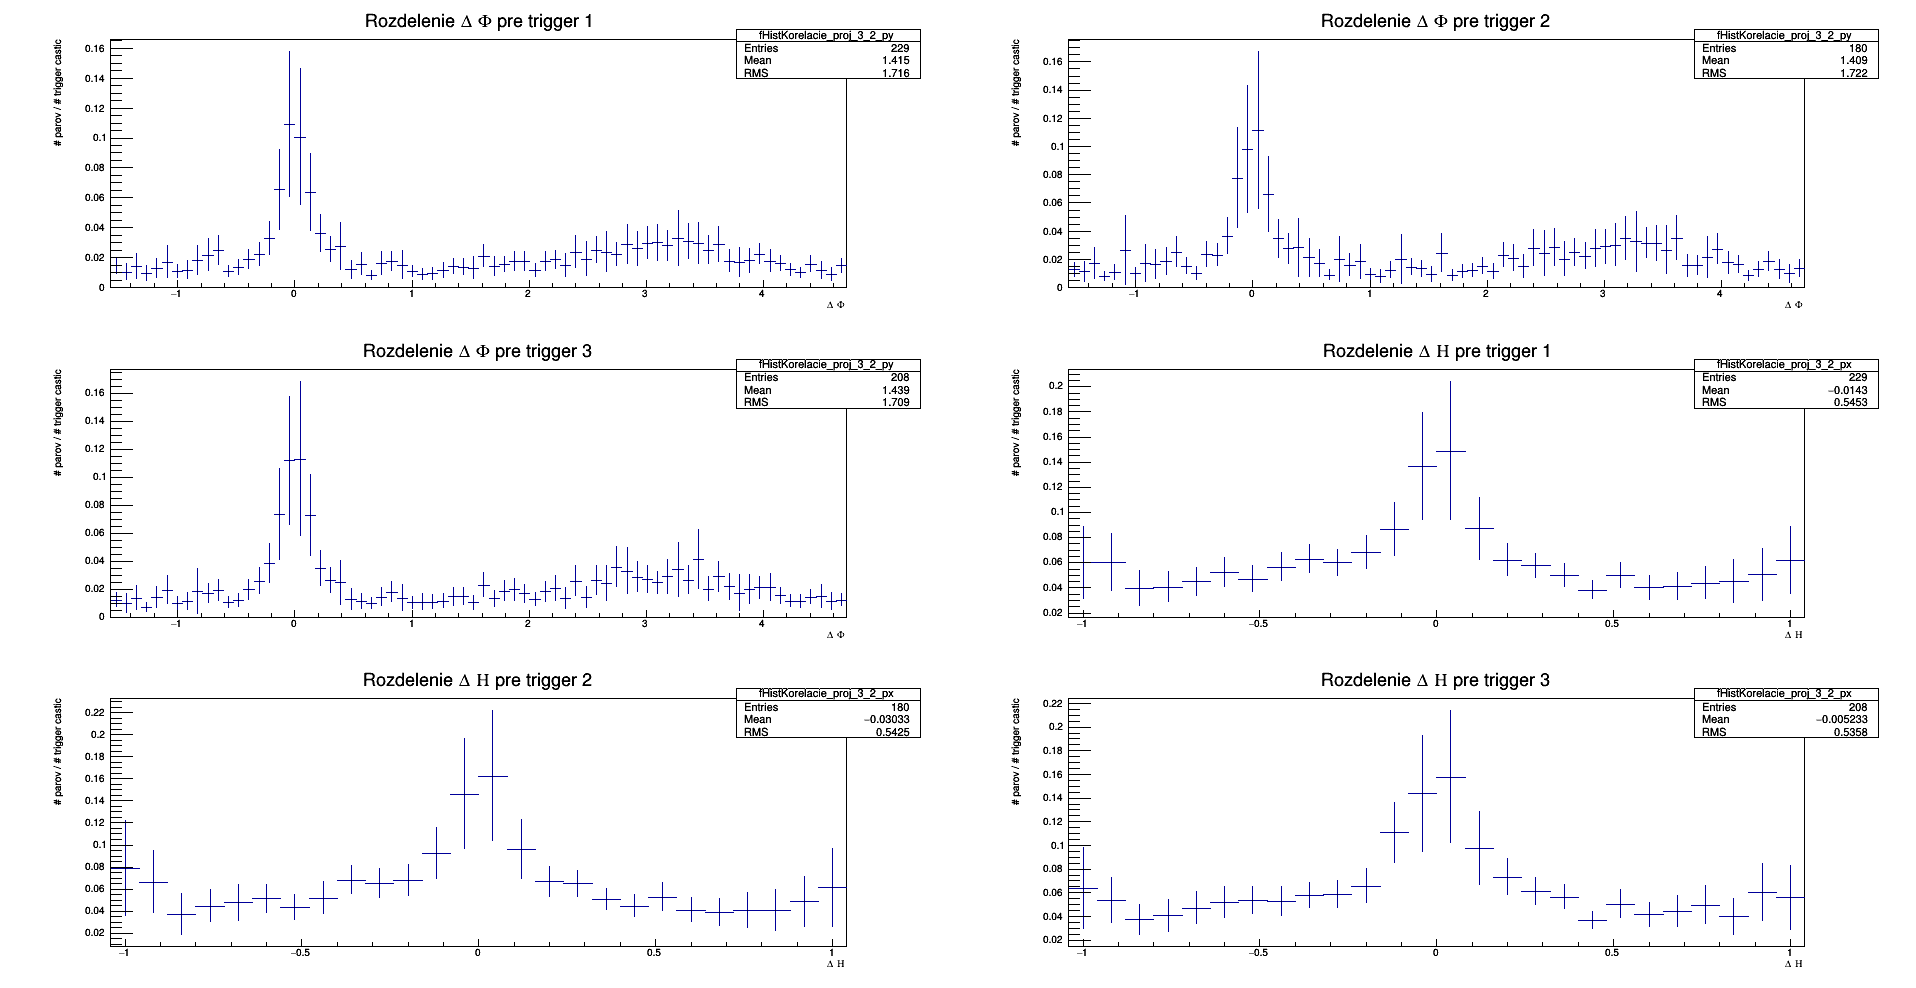 Rozdelenie Δ Φ pre trigger 1
fHistKorelacie_proj_3_2_py
Entries 229
Mean 1.415
RMS 1.716
# parov / # trigger castic
0.16
0.14
0.12
0.1
0.08
0.06
0.04
0.02
0
−1 0 1 2 3 4
Δ Φ
Rozdelenie Δ Φ pre trigger 2
fHistKorelacie_proj_3_2_py
Entries 180
Mean 1.409
RMS 1.722
# parov / # trigger castic
0.16
0.14
0.12
0.1
0.08
0.06
0.04
0.02
0
−1 0 1 2 3 4
Δ Φ
Rozdelenie Δ Φ pre trigger 3
fHistKorelacie_proj_3_2_py
Entries 208
Mean 1.439
RMS 1.709
# parov / # trigger castic
0.16
0.14
0.12
0.1
0.08
0.06
0.04
0.02
0
−1 0 1 2 3 4
Δ Φ
Rozdelenie Δ H pre trigger 1
fHistKorelacie_proj_3_2_px
Entries 229
Mean −0.0143
RMS 0.5453
# parov / # trigger castic
0.2
0.18
0.16
0.14
0.12
0.1
0.08
0.06
0.04
0.02
−1 −0.5 0 0.5 1
Δ H
Rozdelenie Δ H pre trigger 2
fHistKorelacie_proj_3_2_px
Entries 180
Mean −0.03033
RMS 0.5425
# parov / # trigger castic
0.22
0.2
0.18
0.16
0.14
0.12
0.1
0.08
0.06
0.04
0.02
−1 −0.5 0 0.5 1
Δ H
Rozdelenie Δ H pre trigger 3
fHistKorelacie_proj_3_2_px
Entries 208
Mean −0.005233
RMS 0.5358
# parov / # trigger castic
0.22
0.2
0.18
0.16
0.14
0.12
0.1
0.08
0.06
0.04
0.02
−1 −0.5 0 0.5 1
Δ H